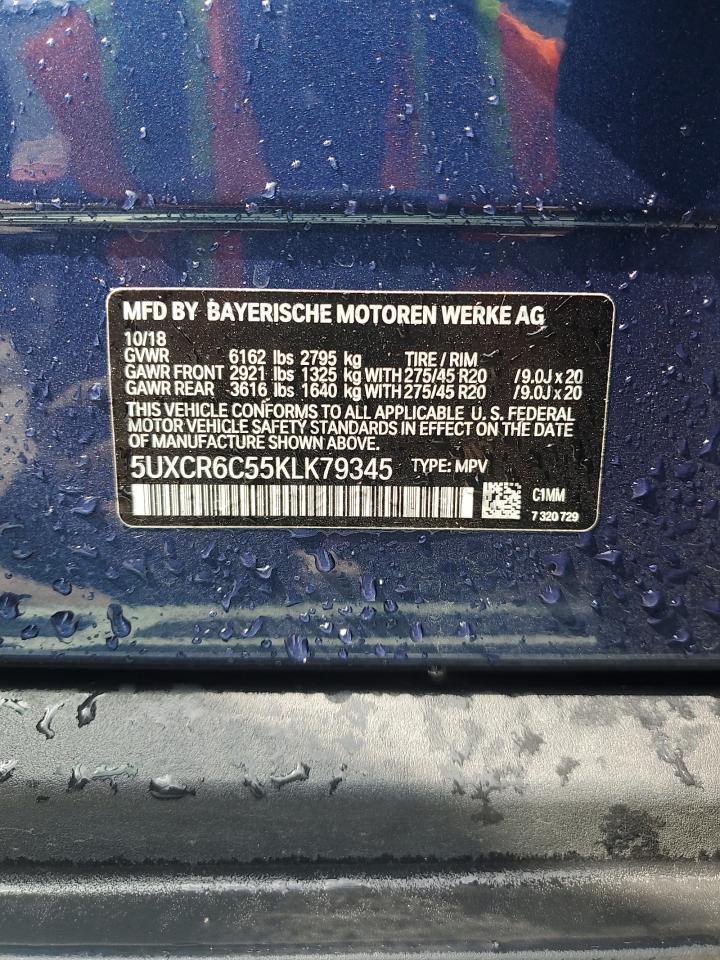 MFD BY BAYERISCHE MOTOREN WERKE AG
10/18
GVWR 6162 lbs 2795 kg TIRE / RIM
GAWR FRONT 2921 lbs 1325 kg WITH 275/45 R20 /9.0J x 20
GAWR REAR 3616 lbs 1640 kg WITH 275/45 R20 /9.0J x 20
THIS VEHICLE CONFORMS TO ALL APPLICABLE U.S. FEDERAL
MOTOR VEHICLE SAFETY STANDARDS IN EFFECT ON THE DATE
OF MANUFACTURE SHOWN ABOVE.
5UXCR6C55KLK79345 TYPE: MPV
C1MM
7 320 729